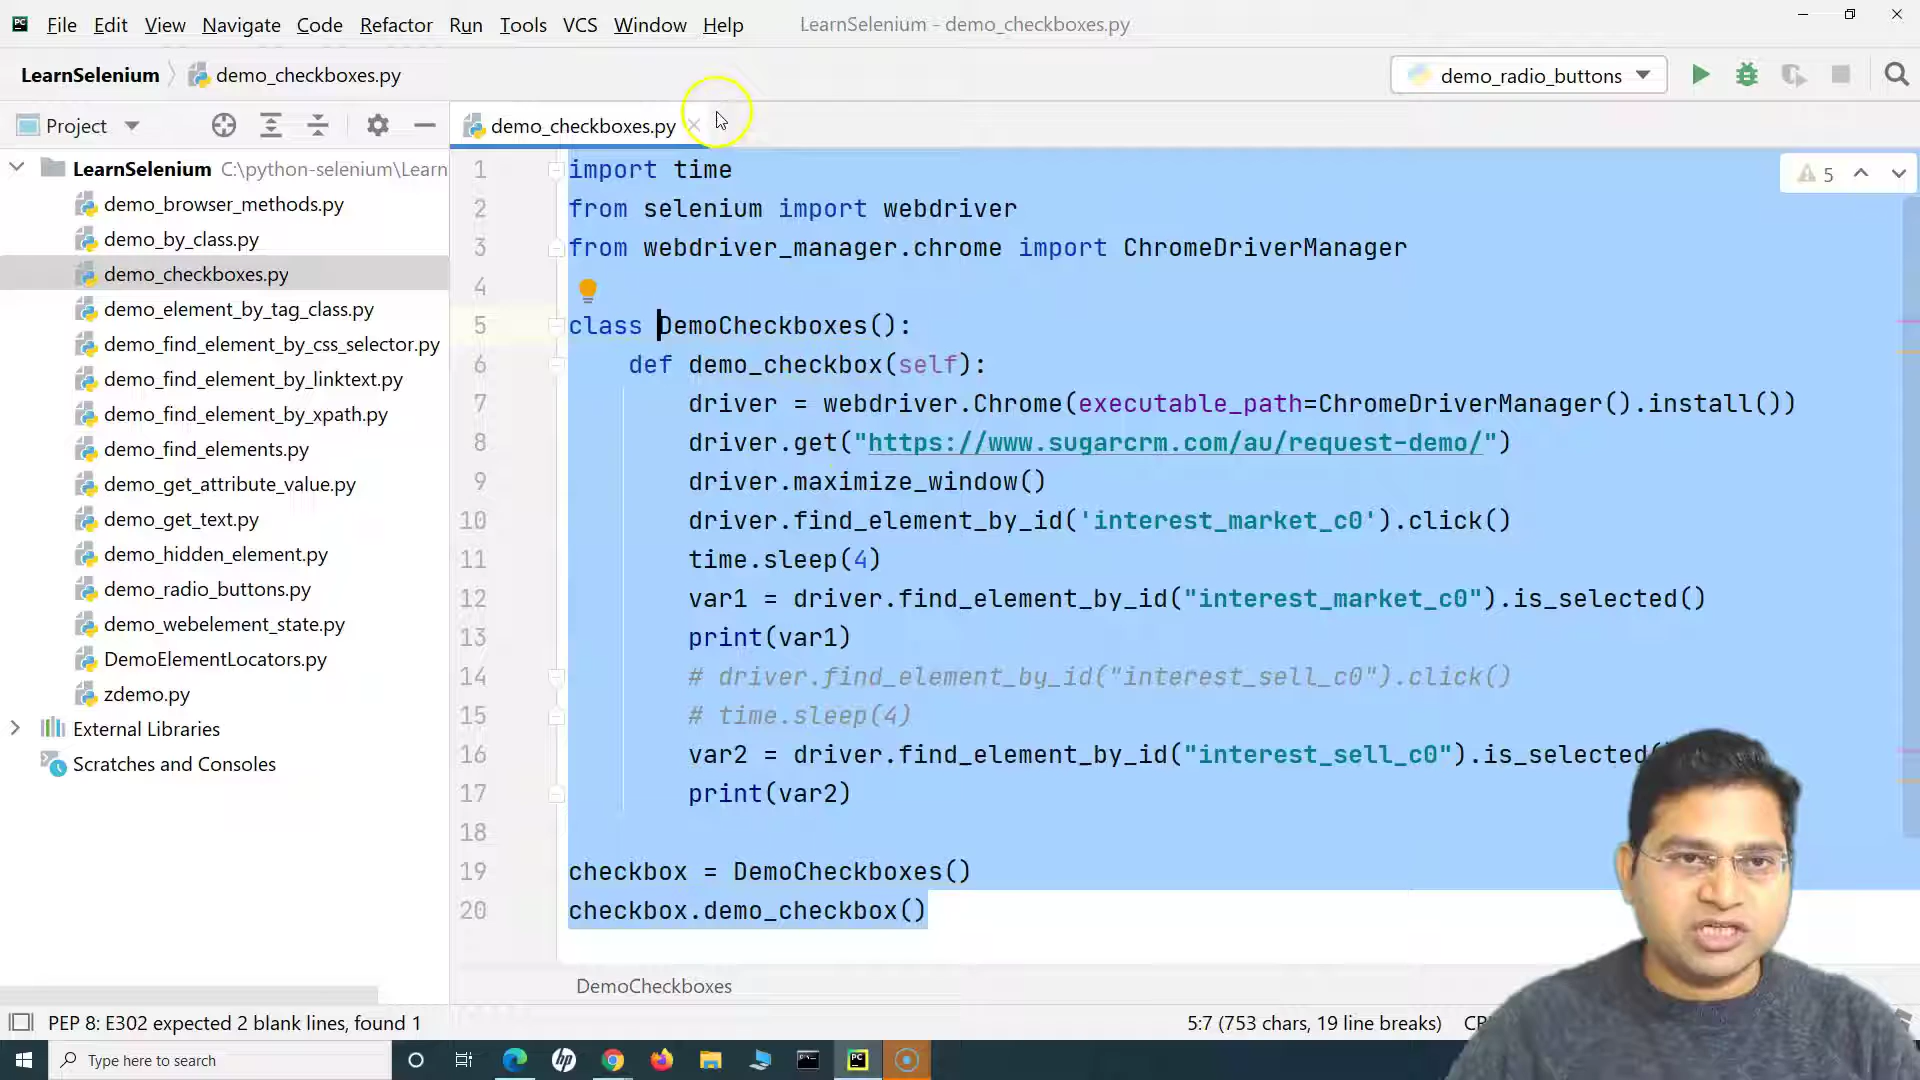 File Edit View Navigate Code Refactor Run Tools VCS Window Help LearnSelenium - demo_checkboxes.py
LearnSelenium demo_checkboxes.py
demo_radio_buttons
Project
demo_checkboxes.py
LearnSelenium C:\python-selenium\Learn
demo_browser_methods.py
demo_by_class.py
demo_checkboxes.py
demo_element_by_tag_class.py
demo_find_element_by_css_selector.py
demo_find_element_by_linktext.py
demo_find_element_by_xpath.py
demo_find_elements.py
demo_get_attribute_value.py
demo_get_text.py
demo_hidden_element.py
demo_radio_buttons.py
demo_webelement_state.py
DemoElementLocators.py
zdemo.py
External Libraries
Scratches and Consoles
5
1 import time
2 from selenium import webdriver
3 from webdriver_manager.chrome import ChromeDriverManager
4
5 class DemoCheckboxes():
6 def demo_checkbox(self):
7 driver = webdriver.Chrome(executable_path=ChromeDriverManager().install())
8 driver.get("https://www.sugarcrm.com/au/request-demo/")
9 driver.maximize_window()
10 driver.find_element_by_id('interest_market_c0').click()
11 time.sleep(4)
12 var1 = driver.find_element_by_id("interest_market_c0").is_selected()
13 print(var1)
14 # driver.find_element_by_id("interest_sell_c0").click()
15 # time.sleep(4)
16 var2 = driver.find_element_by_id("interest_sell_c0").is_selected(
17 print(var2)
18
19 checkbox = DemoCheckboxes()
20 checkbox.demo_checkbox()
DemoCheckboxes
PEP 8: E302 expected 2 blank lines, found 1
5:7 (753 chars, 19 line breaks)
Type here to search
hp
PC